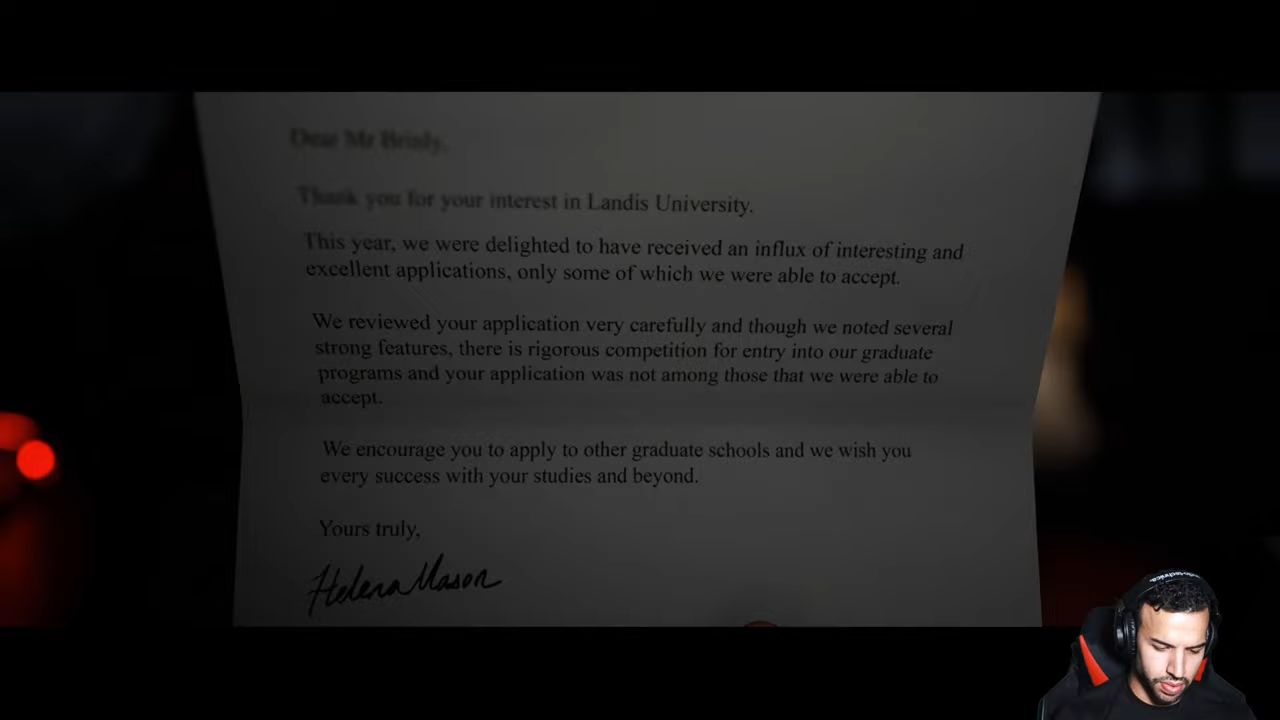 Dear Mr Brinly,
Thank you for your interest in Landis University.
This year, we were delighted to have received an influx of interesting and
excellent applications, only some of which we were able to accept.
We reviewed your application very carefully and though we noted several
strong features, there is rigorous competition for entry into our graduate
programs and your application was not among those that we were able to
accept.
We encourage you to apply to other graduate schools and we wish you
every success with your studies and beyond.
Yours truly,
Helena Mason
audio-technica